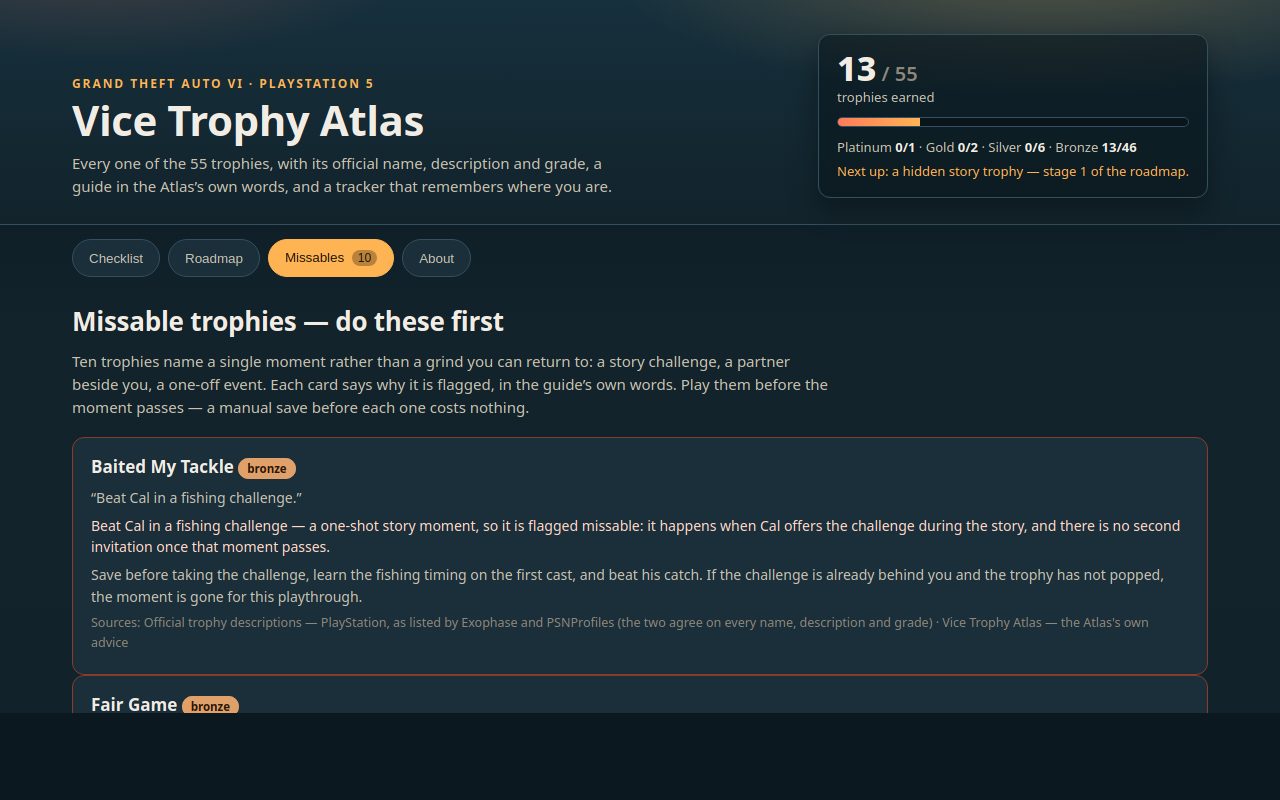 GRAND THEFT AUTO VI · PLAYSTATION 5
Vice Trophy Atlas
Every one of the 55 trophies, with its official name, description and grade, a
guide in the Atlas’s own words, and a tracker that remembers where you are.
13 / 55
trophies earned
Platinum 0/1 · Gold 0/2 · Silver 0/6 · Bronze 13/46
Next up: a hidden story trophy — stage 1 of the roadmap.
Checklist
Roadmap
Missables 10
About
Missable trophies — do these first
Ten trophies name a single moment rather than a grind you can return to: a story challenge, a partner
beside you, a one-off event. Each card says why it is flagged, in the guide’s own words. Play them before the
moment passes — a manual save before each one costs nothing.
Baited My Tackle bronze
“Beat Cal in a fishing challenge.”
Beat Cal in a fishing challenge — a one-shot story moment, so it is flagged missable: it happens when Cal offers the challenge during the story, and there is no second
invitation once that moment passes.
Save before taking the challenge, learn the fishing timing on the first cast, and beat his catch. If the challenge is already behind you and the trophy has not popped,
the moment is gone for this playthrough.
Sources: Official trophy descriptions — PlayStation, as listed by Exophase and PSNProfiles (the two agree on every name, description and grade) · Vice Trophy Atlas — the Atlas's own
advice
Fair Game bronze